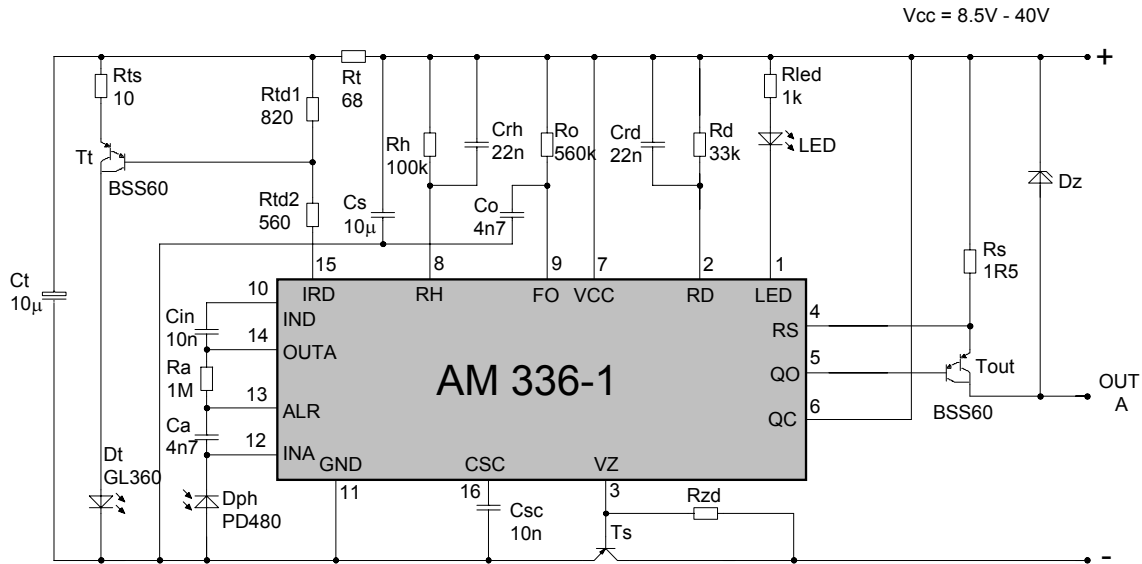 Vcc = 8.5V - 40V
+
Rts
10
Rtd1
820
Rt
68
Rh
100k
Crh
22n
Ro
560k
Crd
22n
Rd
33k
Rled
1k
LED
Tt
BSS60
Dz
Rtd2
560
Cs
10µ
Co
4n7
Rs
1R5
Ct
10µ
15
8
9
7
2
1
10
IRD
RH
FO
VCC
RD
LED
4
Cin
10n
IND
RS
14
OUTA
5
Tout
Ra
1M
AM 336-1
QO
OUT
A
13
ALR
6
BSS60
QC
Ca
4n7
12
INA
GND
CSC
VZ
Dt
GL360
11
16
3
Rzd
Dph
PD480
Csc
10n
Ts
-